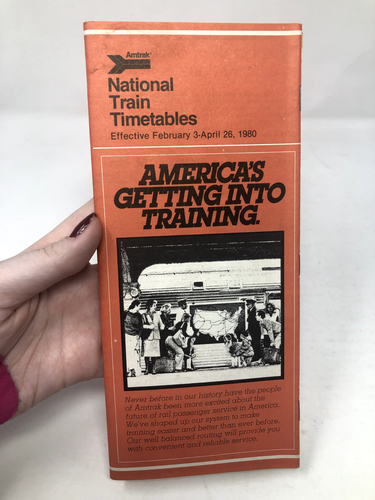 Amtrak
National
Train
Timetables
Effective February 3-April 26, 1980
AMERICA'S
GETTING INTO
TRAINING.
Never before in our history have the people
of Amtrak been more excited about the
future of rail passenger service in America.
We've shaped up our system to make
training easier and better than ever before.
Our well balanced routing will provide you
with convenient and reliable service.